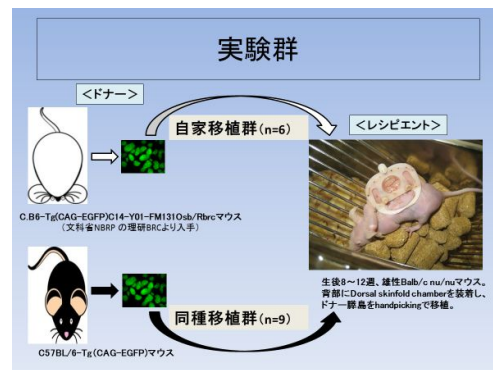 実験群
＜ドナー＞
自家移植群(n=6)
＜レシピエント＞
C.B6-Tg(CAG-EGFP)C14-Y01-FM131Osb/Rbrcマウス
(文科省NBRP の理研BRCより入手)
生後8～12週、雄性Balb/c nu/nuマウス。
背部にDorsal skinfold chamberを装着し、
ドナー膵島をhandpickingで移植。
同種移植群(n=9)
C57BL/6-Tg(CAG-EGFP)マウス